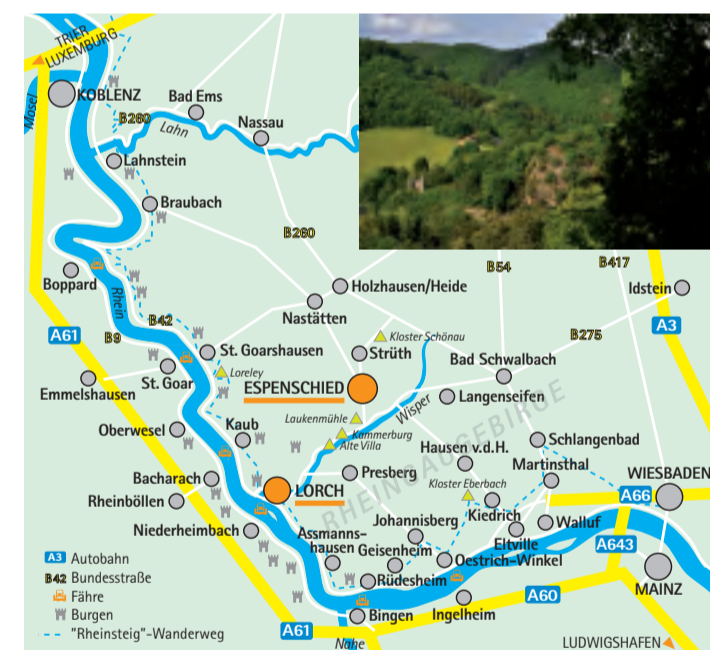 TRIER
LUXEMBURG
Mosel
KOBLENZ
B260
Bad Ems
Lahn
Nassau
Lahnstein
Braubach
B260
Boppard
Rhein
Holzhausen/Heide
B54
B417
Idstein
Nastätten
A61
B9
B42
St. Goarshausen
Kloster Schönau
B275
A3
Strüth
Bad Schwalbach
St. Goar
Loreley
Emmelshausen
ESPENSCHIED
Langenseifen
Wisper
Laukenmühle
Oberwesel
Kaub
Kammerburg
Alte Villa
Hausen v.d.H.
Schlangenbad
RHEINGAUGEBIRGE
Martinsthal
Bacharach
Presberg
WIESBADEN
Kloster Eberbach
LORCH
A66
Rheinböllen
Kiedrich
Niederheimbach
Johannisberg
Walluf
Assmanns-
hausen
Geisenheim
Eltville
A643
Oestrich-Winkel
Rüdesheim
MAINZ
A3 Autobahn
B42 Bundesstraße
Fähre
Burgen
"Rheinsteig"-Wanderweg
A60
Bingen
Ingelheim
A61
Nahe
LUDWIGSHAFEN